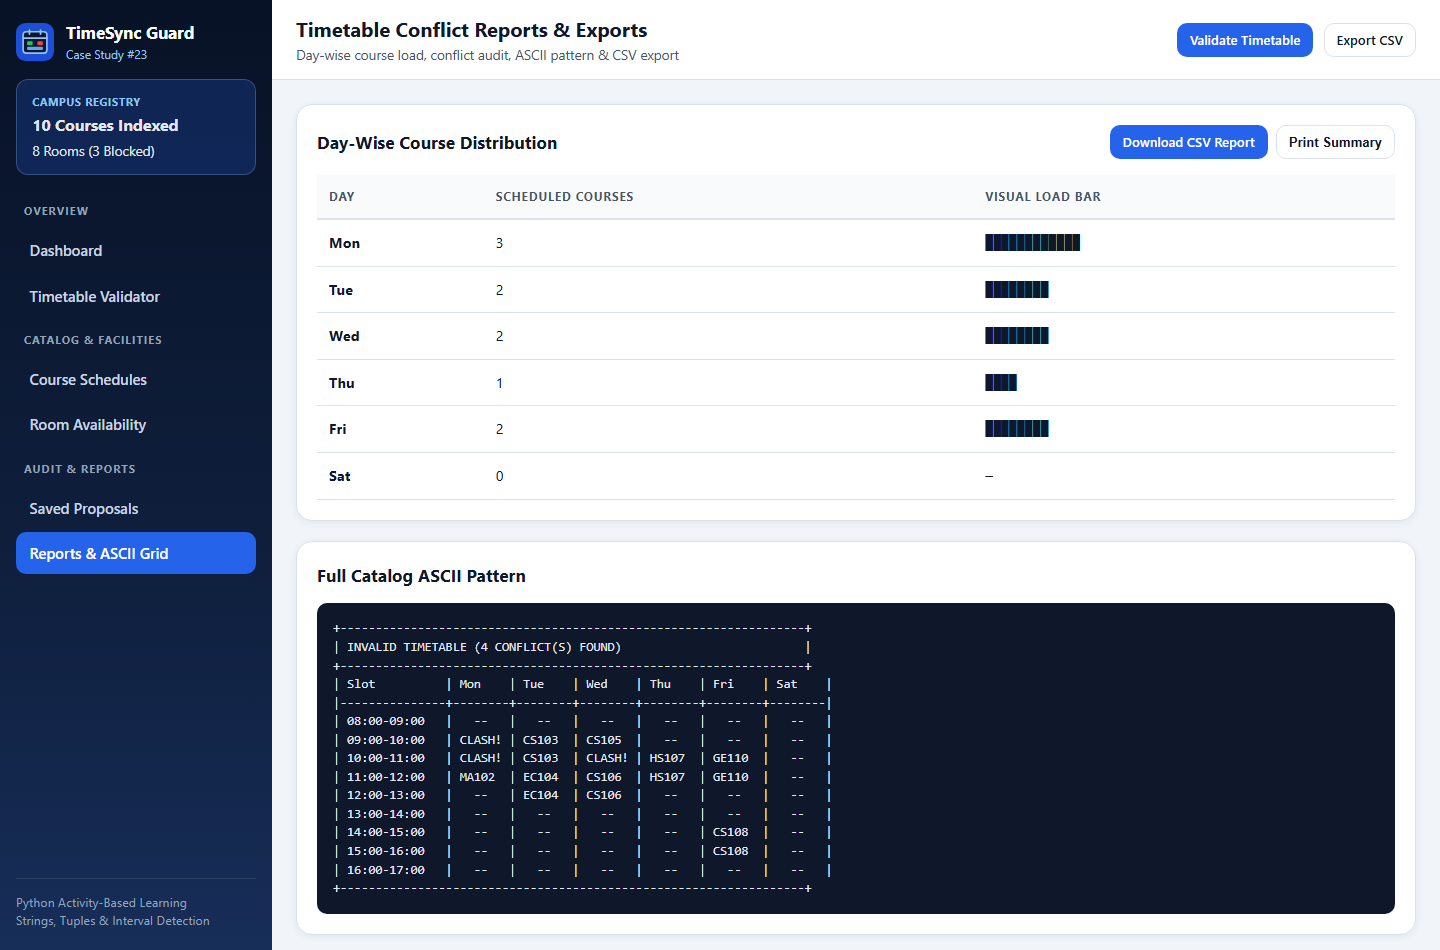 TimeSync Guard
Case Study #23
CAMPUS REGISTRY
10 Courses Indexed
8 Rooms (3 Blocked)
OVERVIEW
Dashboard
Timetable Validator
CATALOG & FACILITIES
Course Schedules
Room Availability
AUDIT & REPORTS
Saved Proposals
Reports & ASCII Grid
Python Activity-Based Learning
Strings, Tuples & Interval Detection
Timetable Conflict Reports & Exports
Day-wise course load, conflict audit, ASCII pattern & CSV export
Validate Timetable
Export CSV
Day-Wise Course Distribution
Download CSV Report
Print Summary
DAY SCHEDULED COURSES VISUAL LOAD BAR
Mon 3 ████████████
Tue 2 ████████
Wed 2 ████████
Thu 1 ████
Fri 2 ████████
Sat 0 –
Full Catalog ASCII Pattern
+------------------------------------------------------------------+
| INVALID TIMETABLE (4 CONFLICT(S) FOUND)                          |
+------------------------------------------------------------------+
| Slot          | Mon    | Tue    | Wed    | Thu    | Fri    | Sat    |
|---------------+--------+--------+--------+--------+--------+--------|
| 08:00-09:00   |   --   |   --   |   --   |   --   |   --   |   --   |
| 09:00-10:00   | CLASH! | CS103  | CS105  |   --   |   --   |   --   |
| 10:00-11:00   | CLASH! | CS103  | CLASH! | HS107  | GE110  |   --   |
| 11:00-12:00   | MA102  | EC104  | CS106  | HS107  | GE110  |   --   |
| 12:00-13:00   |   --   | EC104  | CS106  |   --   |   --   |   --   |
| 13:00-14:00   |   --   |   --   |   --   |   --   |   --   |   --   |
| 14:00-15:00   |   --   |   --   |   --   |   --   | CS108  |   --   |
| 15:00-16:00   |   --   |   --   |   --   |   --   | CS108  |   --   |
| 16:00-17:00   |   --   |   --   |   --   |   --   |   --   |   --   |
+------------------------------------------------------------------+